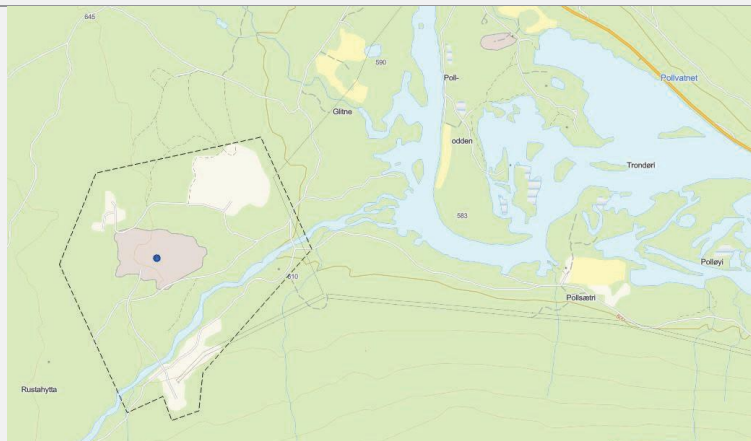 645
590
Poll-
Pollvatnet
Glitne
odden
Trondøri
583
Polløyi
610
Pollsætri
Rustahytta